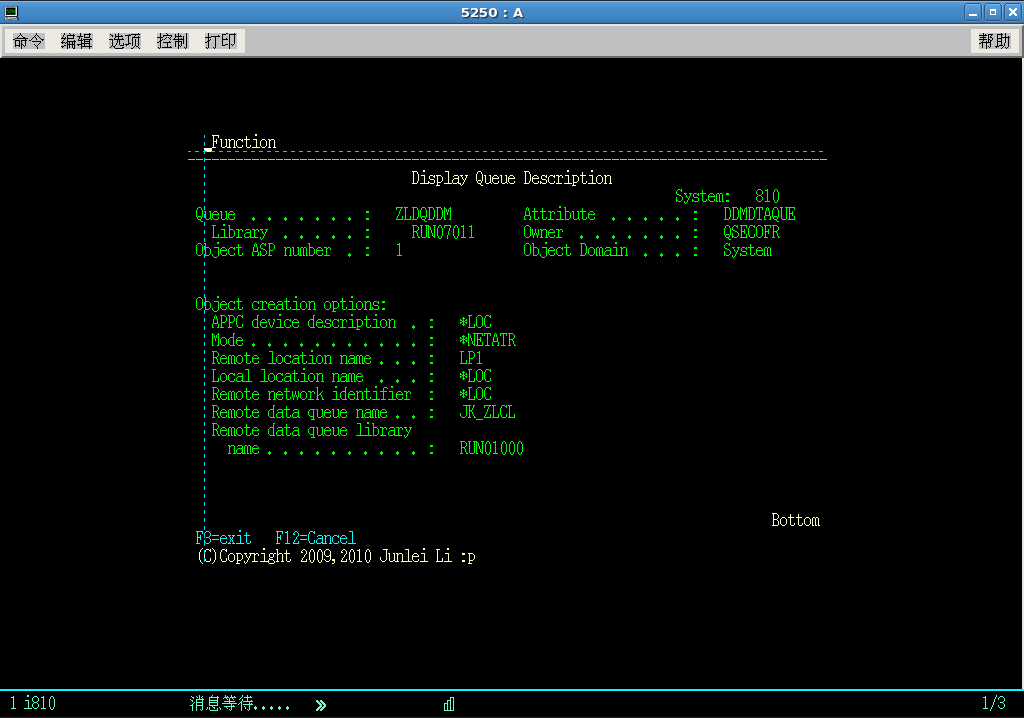 5250 : A
命令 编辑 选项 控制 打印 帮助
Function
Display Queue Description
System: 810
Queue . . . . . . . : ZLDQDDM Attribute . . . . . : DDMDTAQUE
Library . . . . . : RUN07011 Owner . . . . . . . : QSECOFR
Object ASP number . : 1 Object Domain . . . : System
Object creation options:
APPC device description . : *LOC
Mode . . . . . . . . . . . : *NETATR
Remote location name . . . : LP1
Local location name . . . : *LOC
Remote network identifier : *LOC
Remote data queue name . . : JK_ZLCL
Remote data queue library
name . . . . . . . . . . : RUN01000
Bottom
F3=exit F12=Cancel
(C)Copyright 2009,2010 Junlei Li :p
1 i810 消息等待..... » 1/3